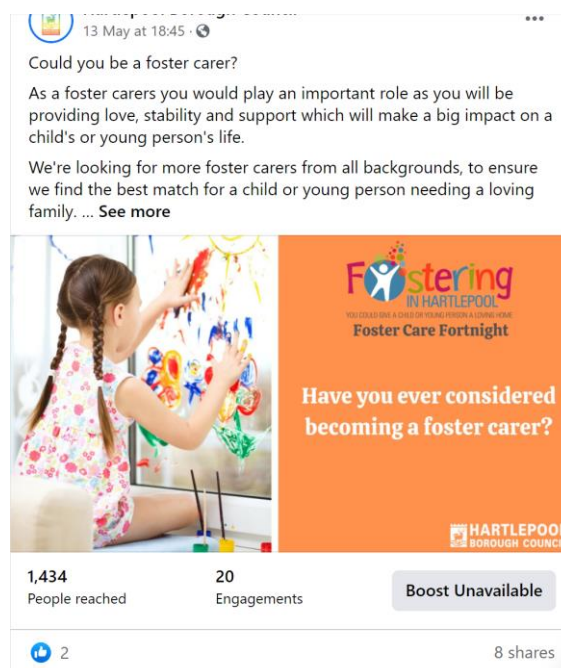 13 May at 18:45 ·
Could you be a foster carer?
As a foster carers you would play an important role as you will be
providing love, stability and support which will make a big impact on a
child's or young person's life.
We're looking for more foster carers from all backgrounds, to ensure
we find the best match for a child or young person needing a loving
family. ... See more
Fostering
IN HARTLEPOOL
YOU COULD GIVE A CHILD OR YOUNG PERSON A LOVING HOME
Foster Care Fortnight
Have you ever considered
becoming a foster carer?
HARTLEPOO
BOROUGH COUNC
1,434
People reached
20
Engagements
Boost Unavailable
2
8 shares